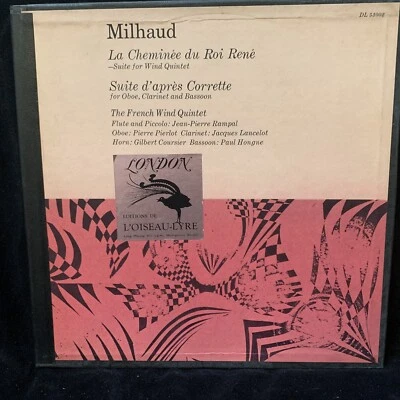 DL 53002
Milhaud
La Cheminée du Roi René
—Suite for Wind Quintet
Suite d'après Corrette
for Oboe, Clarinet and Bassoon
The French Wind Quintet
Flute and Piccolo: Jean-Pierre Rampal
Oboe: Pierre Pierlot Clarinet: Jacques Lancelot
Horn: Gilbert Coursier Bassoon: Paul Hongne
LONDON
EDITIONS DE
L'OISEAU-LYRE